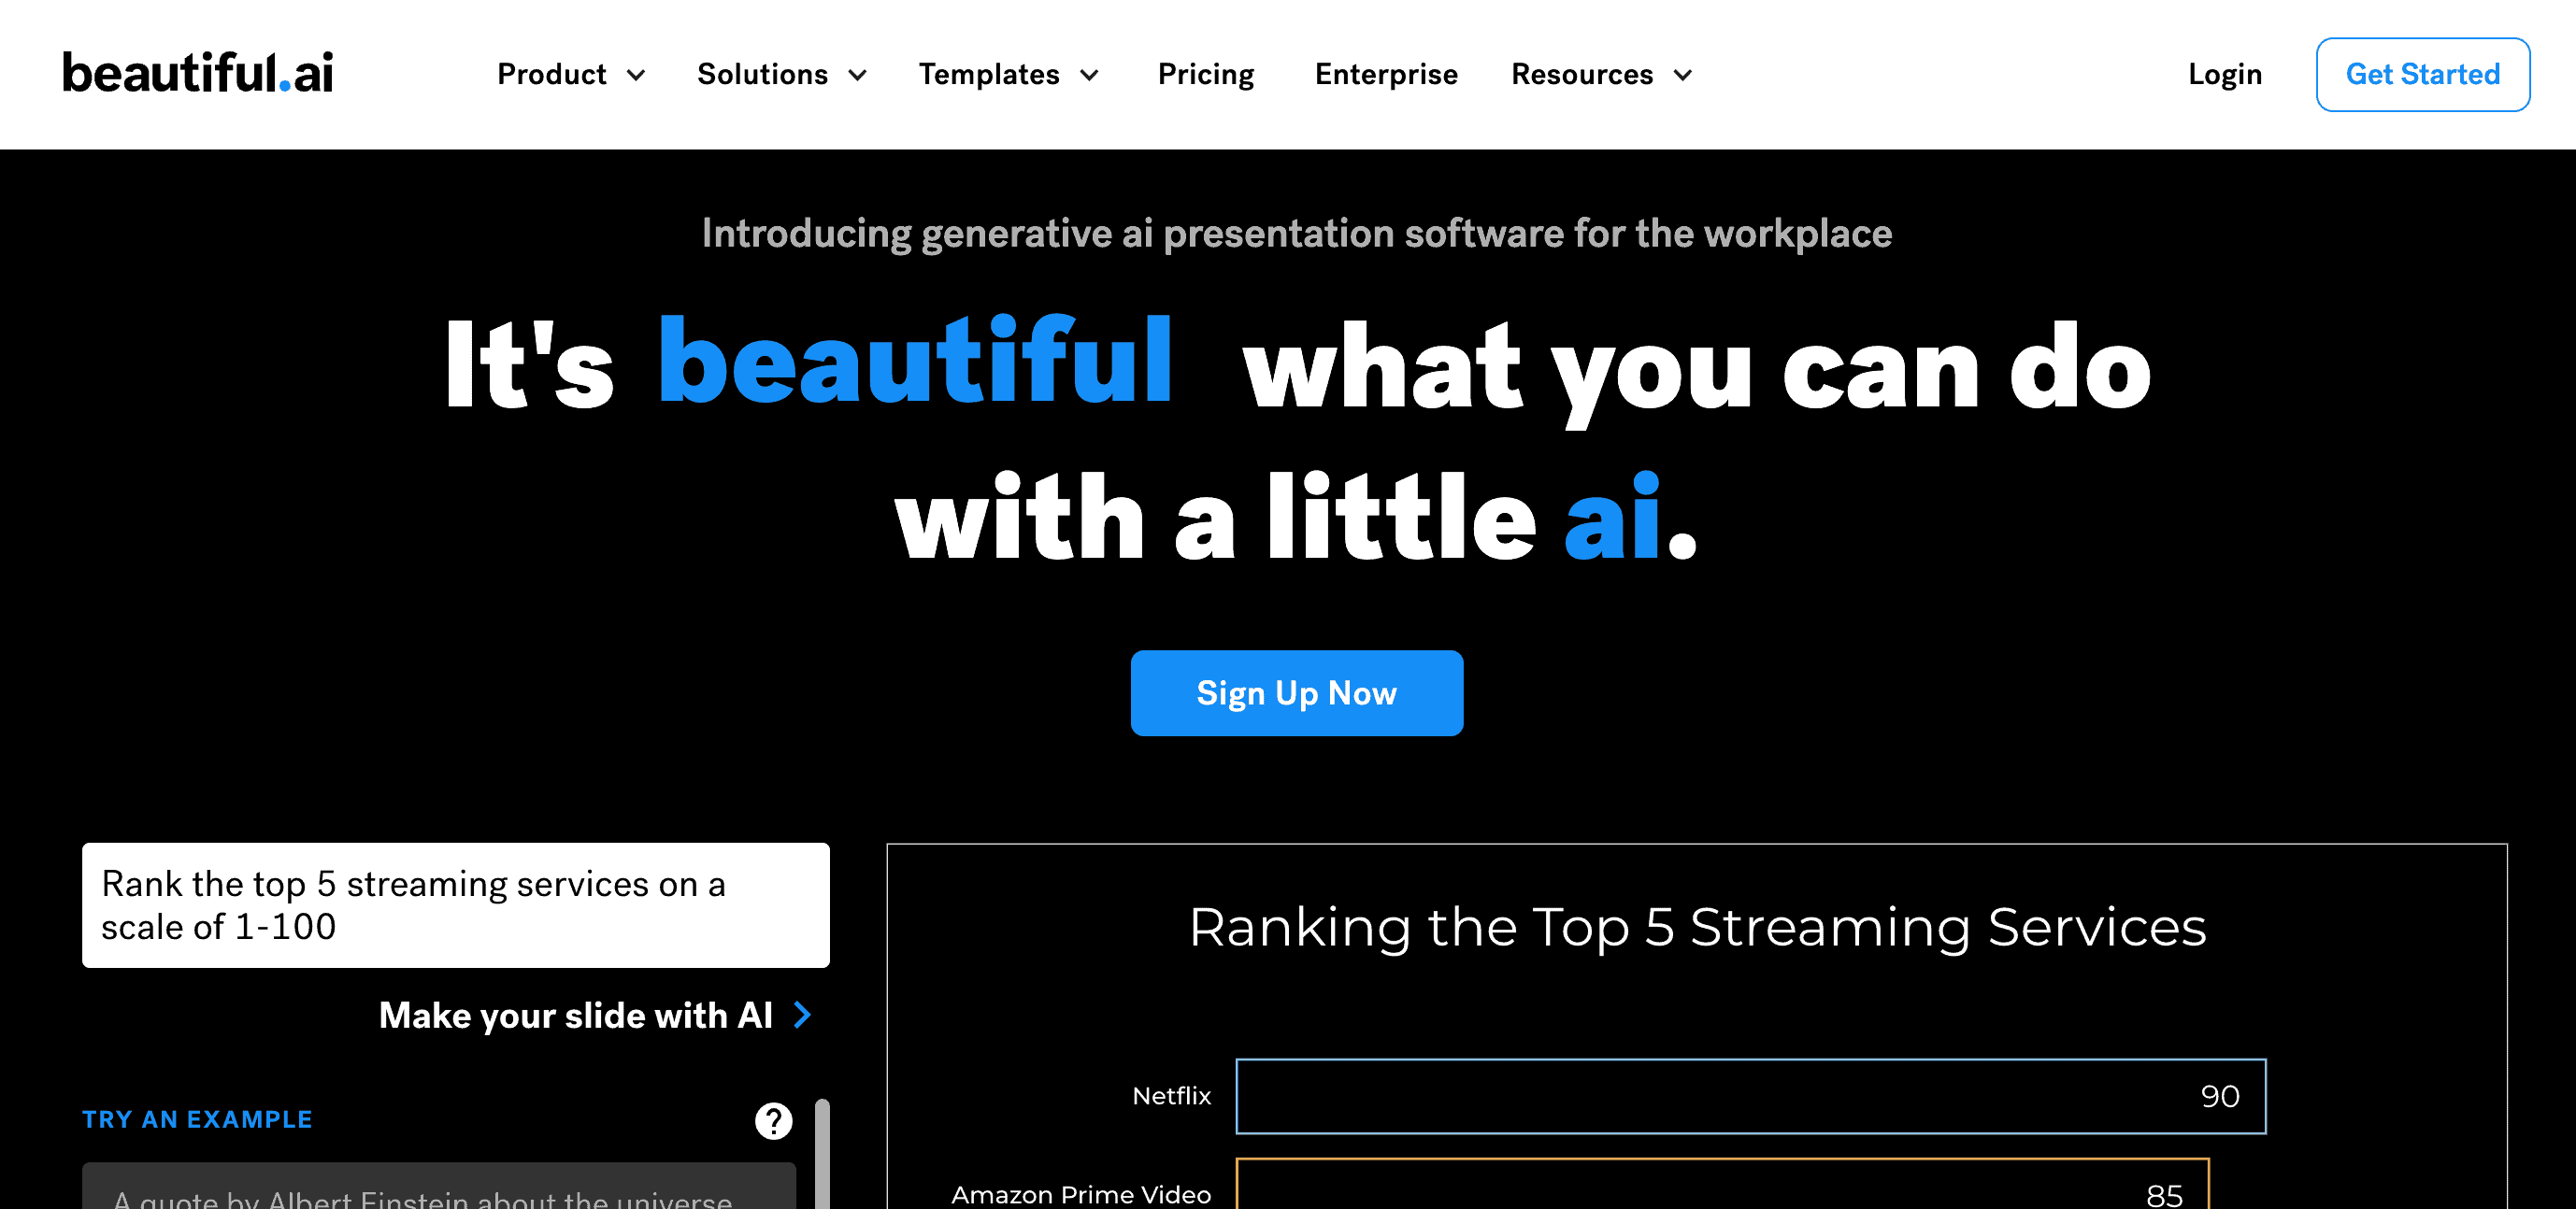 beautiful.ai
Product
Solutions
Templates
Pricing
Enterprise
Resources
Login
Get Started
Introducing generative ai presentation software for the workplace
It's beautiful what you can do
with a little ai.
Sign Up Now
Rank the top 5 streaming services on a
scale of 1-100
Make your slide with AI
TRY AN EXAMPLE
?
A quote by Albert Einstein about the universe
Ranking the Top 5 Streaming Services
Netflix 90
Amazon Prime Video 85